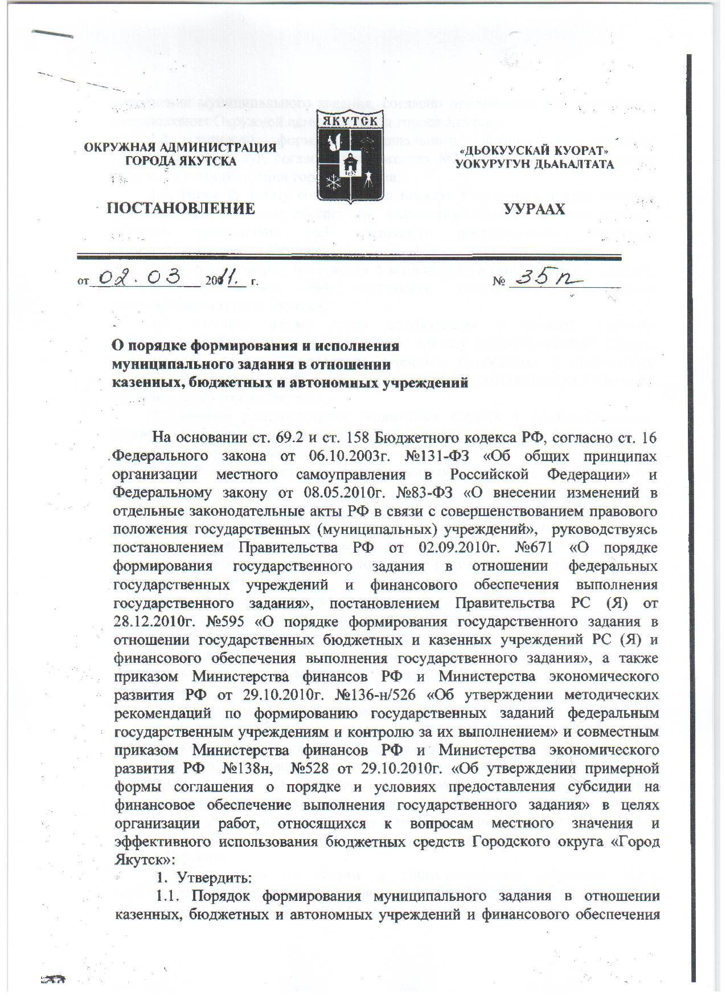 ЯКУТСК
1632
ОКРУЖНАЯ АДМИНИСТРАЦИЯ
ГОРОДА ЯКУТСКА
«ДЬОКУУСКАЙ КУОРАТ»
УОКУРУГУН ДЬАҺАЛТАТА
ПОСТАНОВЛЕНИЕ
УУРААХ
от 02.03 2011 г.
№ 35п
О порядке формирования и исполнения
муниципального задания в отношении
казенных, бюджетных и автономных учреждений
На основании ст. 69.2 и ст. 158 Бюджетного кодекса РФ, согласно ст. 16
Федерального закона от 06.10.2003г. №131-ФЗ «Об общих принципах
организации местного самоуправления в Российской Федерации» и
Федеральному закону от 08.05.2010г. №83-ФЗ «О внесении изменений в
отдельные законодательные акты РФ в связи с совершенствованием правового
положения государственных (муниципальных) учреждений», руководствуясь
постановлением Правительства РФ от 02.09.2010г. №671 «О порядке
формирования государственного задания в отношении федеральных
государственных учреждений и финансового обеспечения выполнения
государственного задания», постановлением Правительства РС (Я) от
28.12.2010г. №595 «О порядке формирования государственного задания в
отношении государственных бюджетных и казенных учреждений РС (Я) и
финансового обеспечения выполнения государственного задания», а также
приказом Министерства финансов РФ и Министерства экономического
развития РФ от 29.10.2010г. №136-н/526 «Об утверждении методических
рекомендаций по формированию государственных заданий федеральным
государственным учреждениям и контролю за их выполнением» и совместным
приказом Министерства финансов РФ и Министерства экономического
развития РФ №138н, №528 от 29.10.2010г. «Об утверждении примерной
формы соглашения о порядке и условиях предоставления субсидии на
финансовое обеспечение выполнения государственного задания» в целях
организации работ, относящихся к вопросам местного значения и
эффективного использования бюджетных средств Городского округа «Город
Якутск»:
1. Утвердить:
1.1. Порядок формирования муниципального задания в отношении
казенных, бюджетных и автономных учреждений и финансового обеспечения